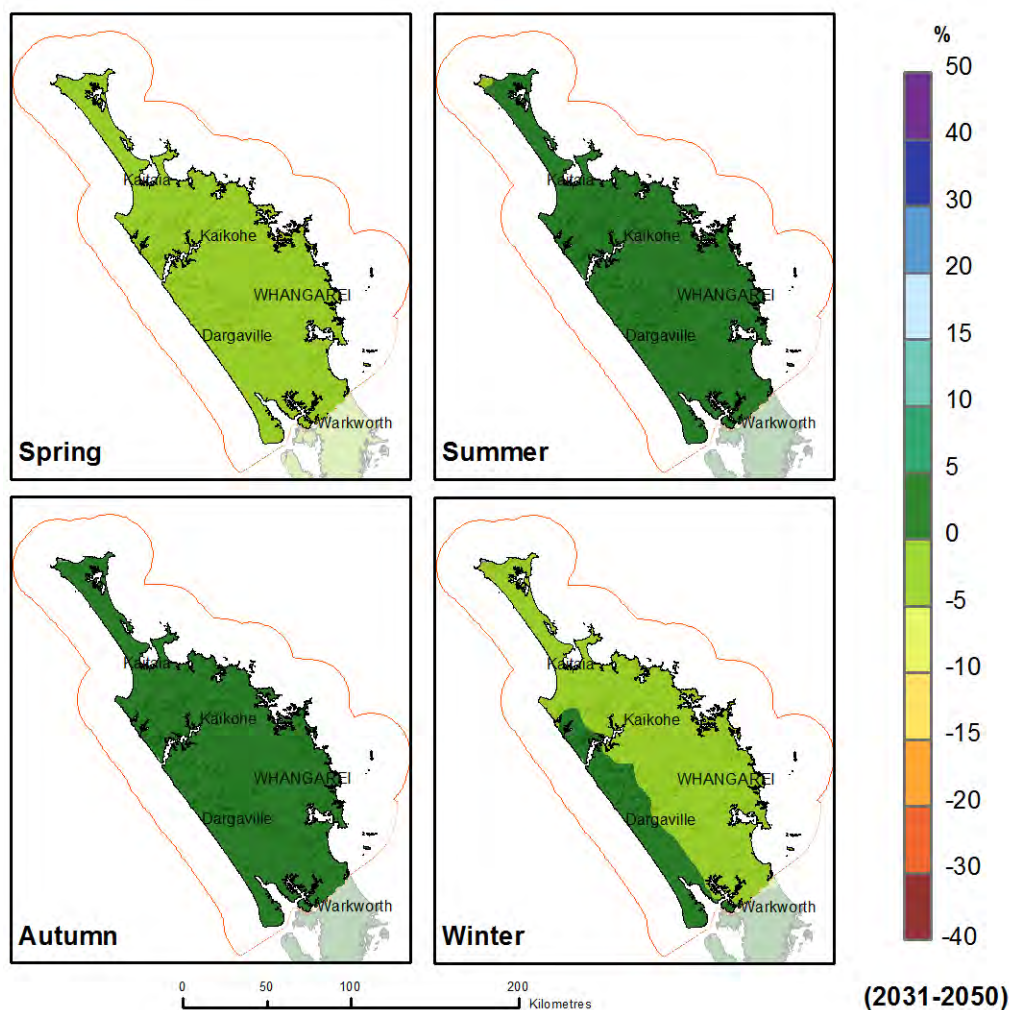 Kaitaia
Kaikohe
WHANGAREI
Dargaville
Warkworth
Spring
Kaitaia
Kaikohe
WHANGAREI
Dargaville
Warkworth
Summer
Kaitaia
Kaikohe
WHANGAREI
Dargaville
Warkworth
Autumn
Kaitaia
Kaikohe
WHANGAREI
Dargaville
Warkworth
Winter
%
50
40
30
20
15
10
5
0
-5
-10
-15
-20
-30
-40
0 50 100 200
Kilometres
(2031-2050)